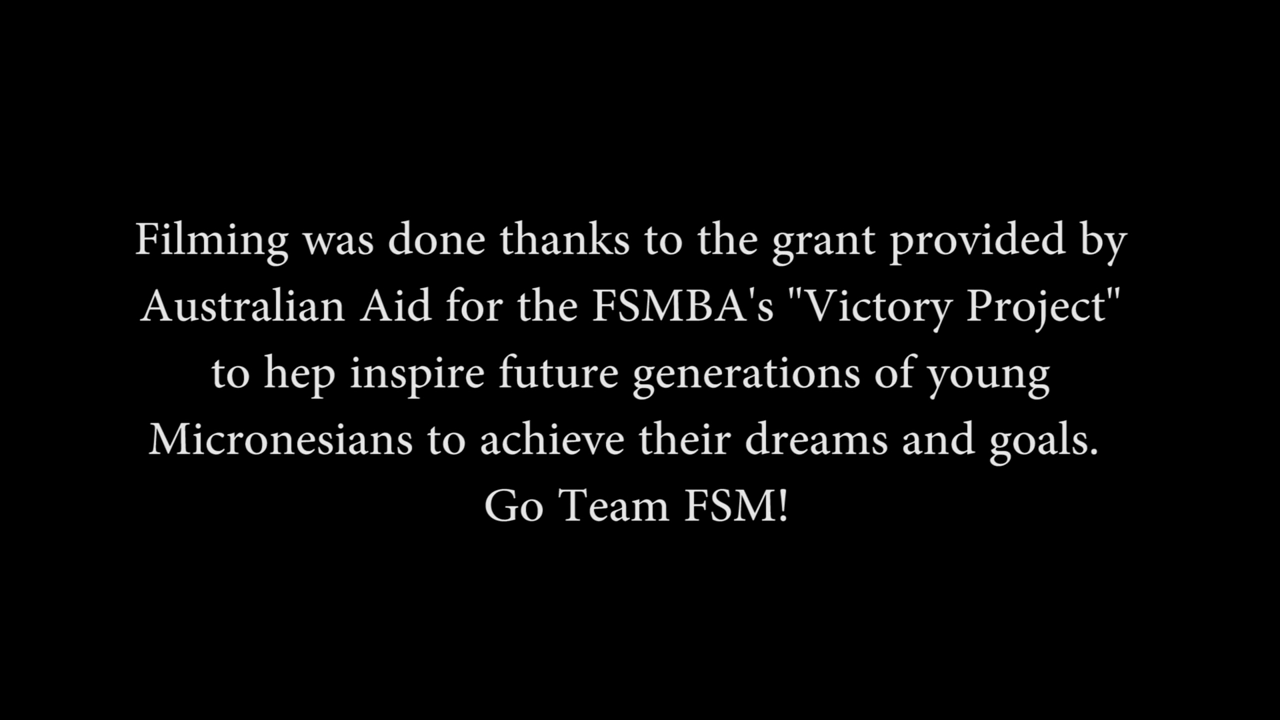 Filming was done thanks to the grant provided by
Australian Aid for the FSMBA's "Victory Project"
to hep inspire future generations of young
Micronesians to achieve their dreams and goals.
Go Team FSM!